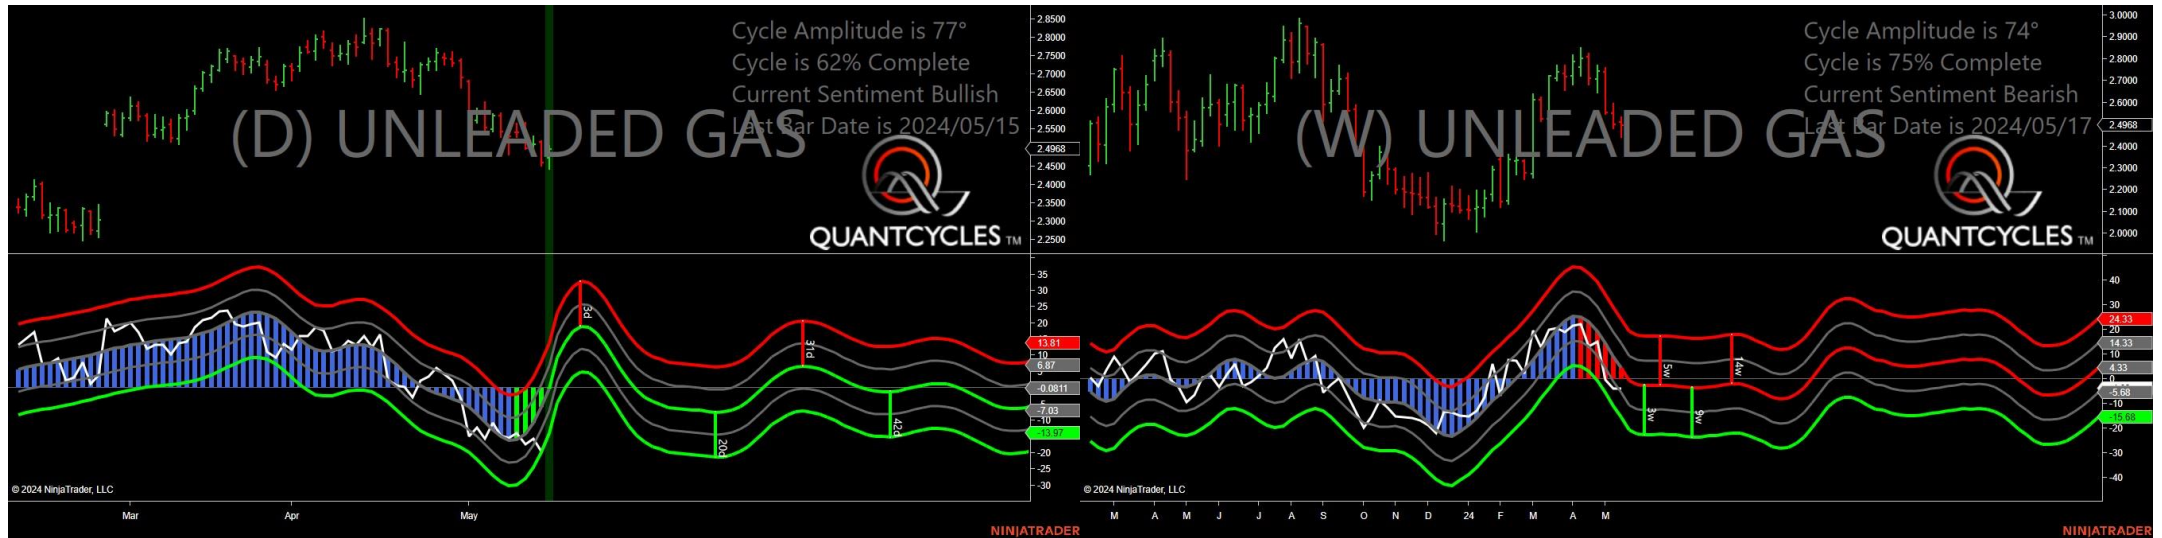 Cycle Amplitude is 77°
Cycle is 62% Complete
Current Sentiment Bullish
Last Bar Date is 2024/05/15
(D) UNLEADED GAS
QUANTCYCLES TM
2.8500
2.8000
2.7500
2.7000
2.6500
2.6000
2.5500
2.4968
2.4500
2.4000
2.3500
2.3000
2.2500
35
30
25
20
13.81
10
6.87
-0.0811
-7.03
-10
-13.97
-20
-25
-30
3d
31d
20d
42d
© 2024 NinjaTrader, LLC
Mar
Apr
May
NINJATRADER
Cycle Amplitude is 74°
Cycle is 75% Complete
Current Sentiment Bearish
Last Bar Date is 2024/05/17
(W) UNLEADED GAS
QUANTCYCLES TM
3.0000
2.9000
2.8000
2.7000
2.6000
2.4968
2.4000
2.3000
2.2000
2.1000
2.0000
40
30
24.33
20
14.33
10
4.33
0
-5.68
-10
-15.68
-20
-30
-40
5w
14w
3w
9w
© 2024 NinjaTrader, LLC
M A M J J A S O N D 24 F M A M
NINJATRADER